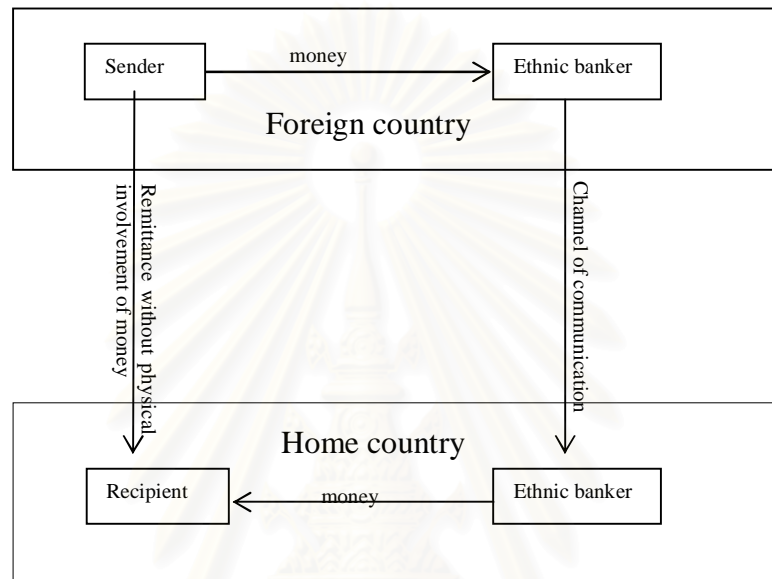 Sender
money
Ethnic banker
Foreign country
Remittance without physical
involvement of money
Channel of communication
Home country
Recipient
money
Ethnic banker